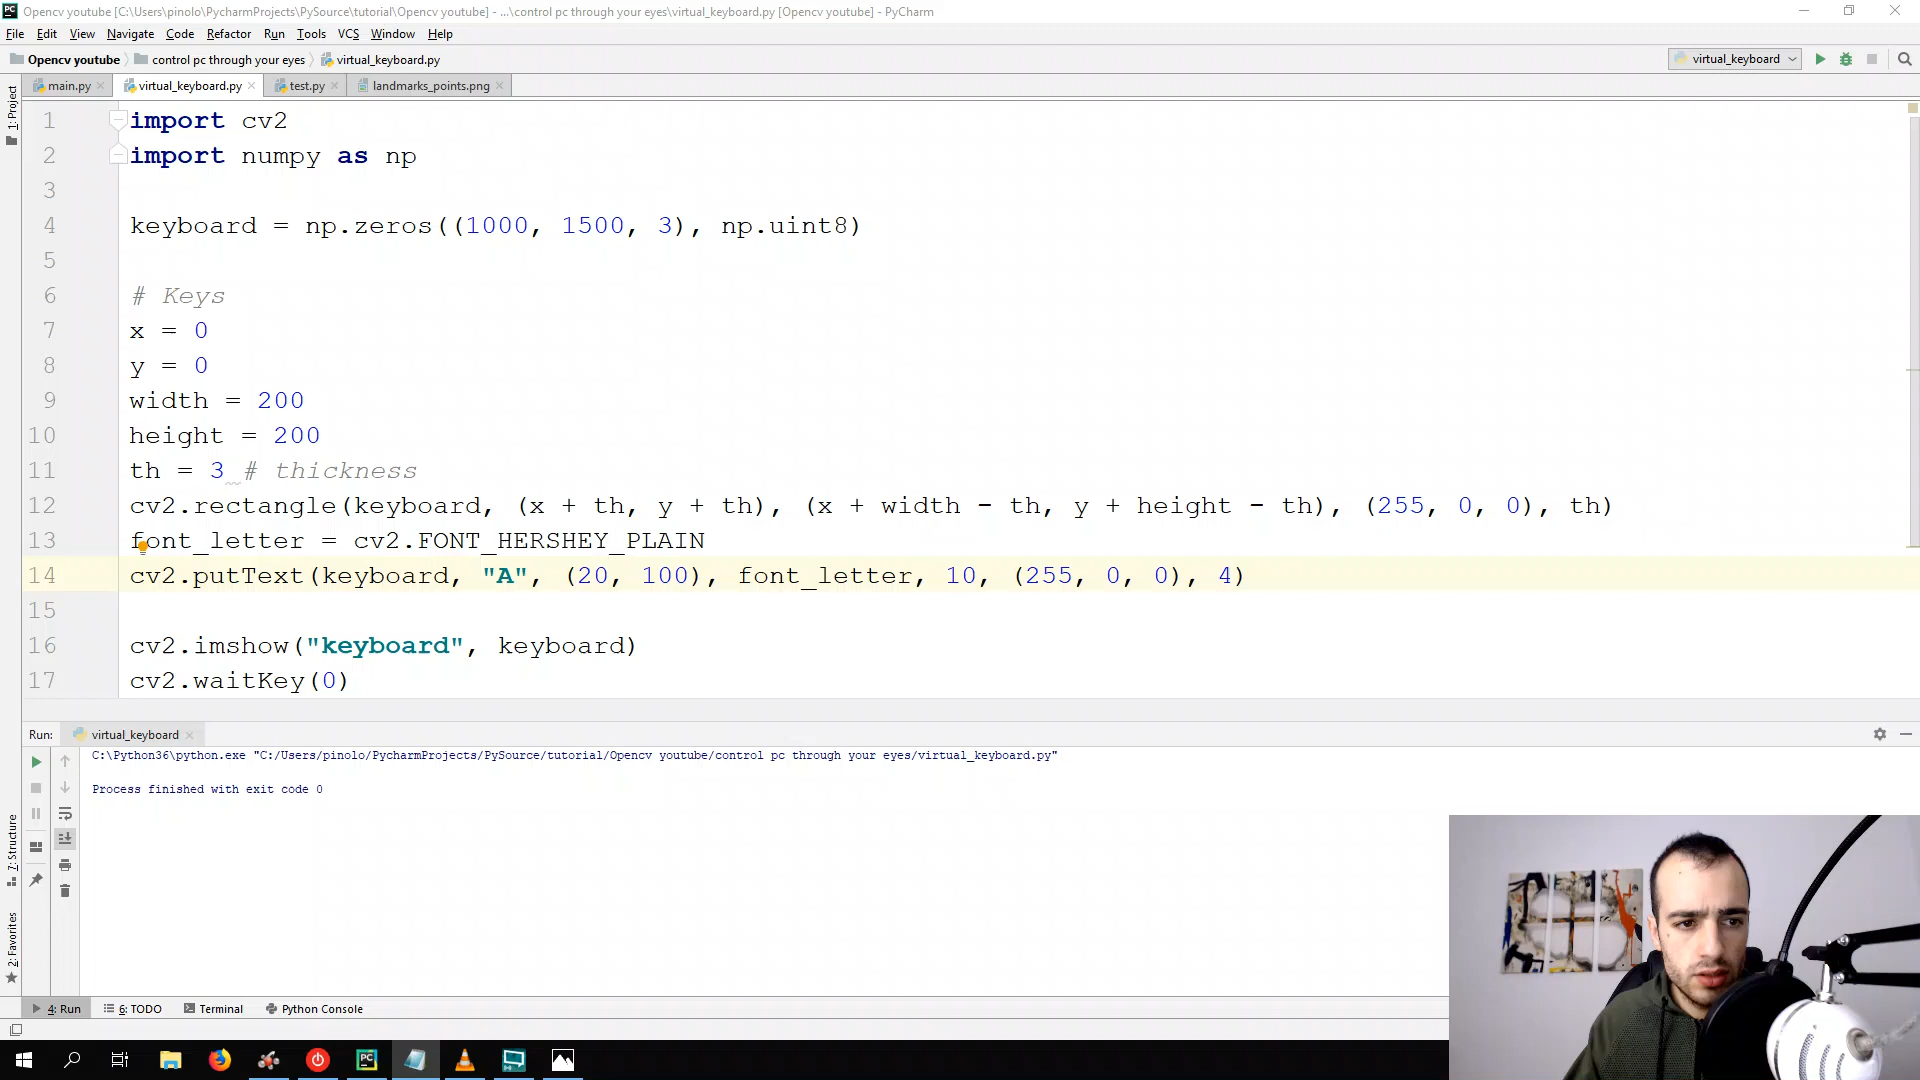 Opencv youtube [C:\Users\pinolo\PycharmProjects\PySource\tutorial\Opencv youtube] - ...\control pc through your eyes\virtual_keyboard.py [Opencv youtube] - PyCharm
File Edit View Navigate Code Refactor Run Tools VCS Window Help
Opencv youtube control pc through your eyes virtual_keyboard.py virtual_keyboard
main.py virtual_keyboard.py test.py landmarks_points.png
1: Project
1 import cv2
2 import numpy as np
3
4 keyboard = np.zeros((1000, 1500, 3), np.uint8)
5
6 # Keys
7 x = 0
8 y = 0
9 width = 200
10 height = 200
11 th = 3 # thickness
12 cv2.rectangle(keyboard, (x + th, y + th), (x + width - th, y + height - th), (255, 0, 0), th)
13 font_letter = cv2.FONT_HERSHEY_PLAIN
14 cv2.putText(keyboard, "A", (20, 100), font_letter, 10, (255, 0, 0), 4)
15
16 cv2.imshow("keyboard", keyboard)
17 cv2.waitKey(0)
Run: virtual_keyboard
C:\Python36\python.exe "C:/Users/pinolo/PycharmProjects/PySource/tutorial/Opencv youtube/control pc through your eyes/virtual_keyboard.py"
Process finished with exit code 0
7: Structure
2: Favorites
4: Run 6: TODO Terminal Python Console